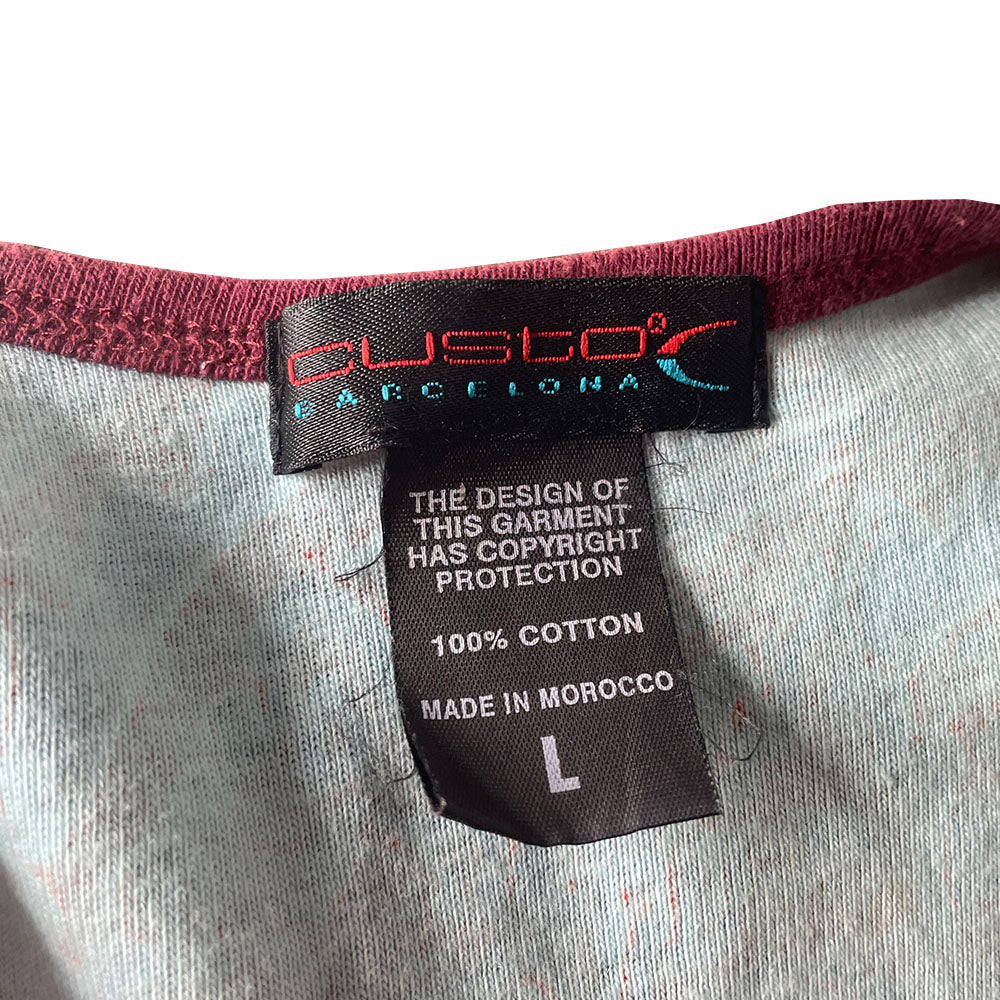 custo®
BARCELONA
THE DESIGN OF
THIS GARMENT
HAS COPYRIGHT
PROTECTION
100% COTTON
MADE IN MOROCCO
L